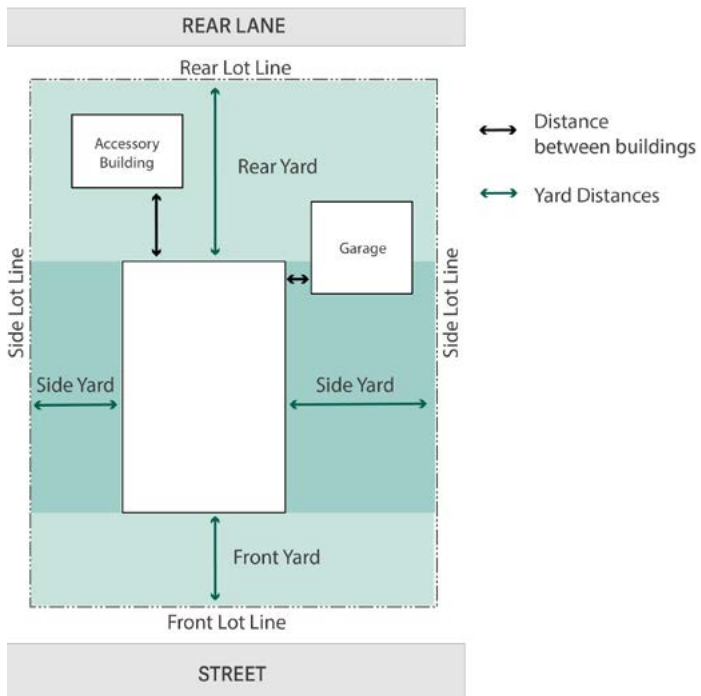 REAR LANE
Rear Lot Line
Accessory
Building
Rear Yard
Garage
Distance
between buildings
Yard Distances
Side Lot Line
Side Lot Line
Side Yard
Side Yard
Front Yard
Front Lot Line
STREET